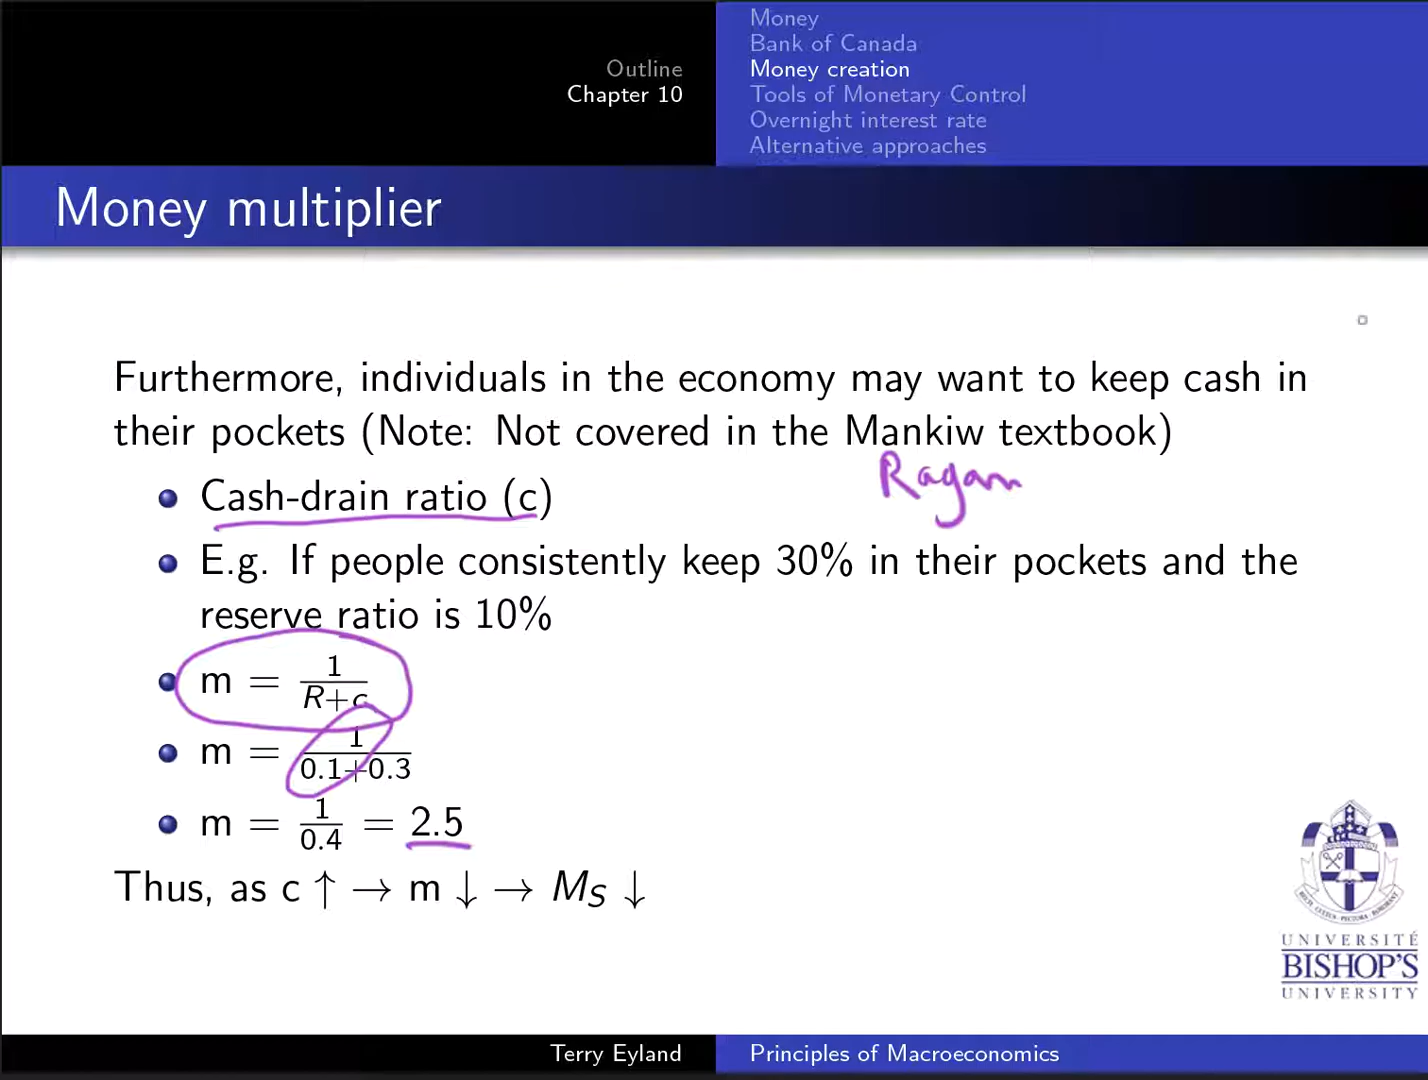 Outline
Chapter 10
Money
Bank of Canada
Money creation
Tools of Monetary Control
Overnight interest rate
Alternative approaches
Money multiplier
Furthermore, individuals in the economy may want to keep cash in
their pockets (Note: Not covered in the Mankiw textbook)
Ragan
Cash-drain ratio (c)
E.g. If people consistently keep 30% in their pockets and the
reserve ratio is 10%
m = 1/(R+c)
m = 1/(0.1+0.3)
m = 1/0.4 = 2.5
Thus, as c ↑ → m ↓ → M_S ↓
UNIVERSITÉ
BISHOP'S
UNIVERSITY
Terry Eyland
Principles of Macroeconomics